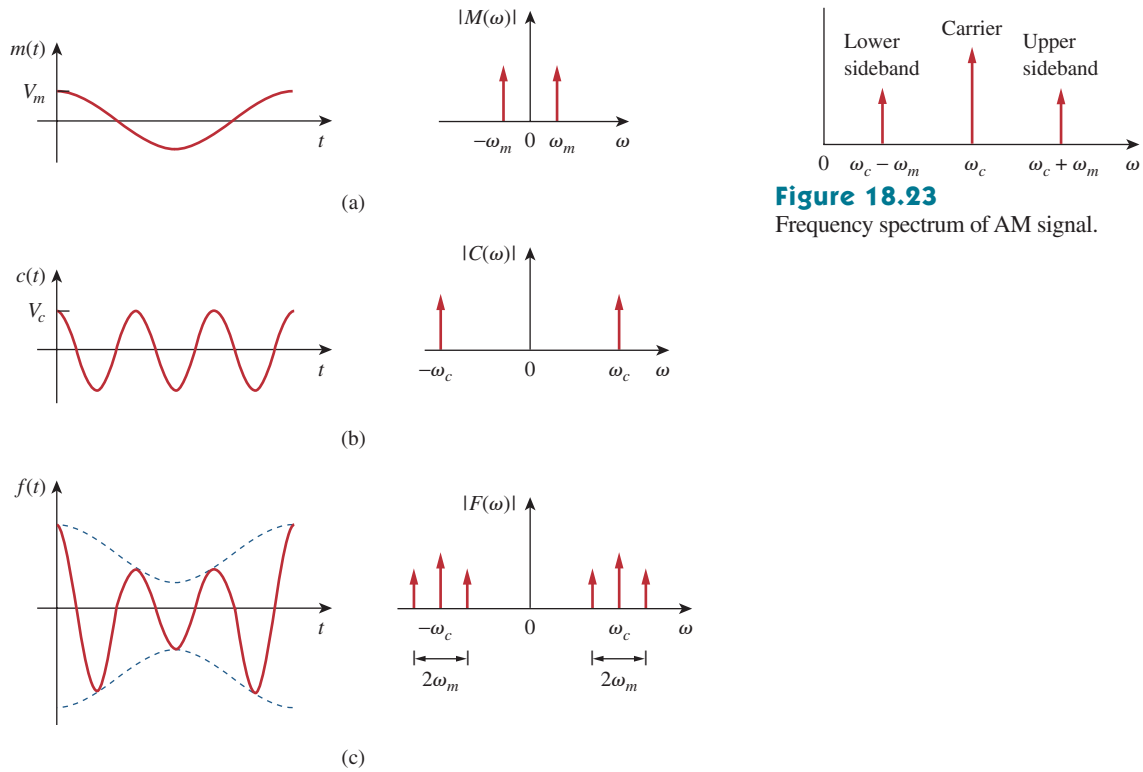 |M(ω)|
m(t)
V_m
t
−ω_m 0 ω_m ω
(a)
Lower sideband
Carrier
Upper sideband
0 ω_c − ω_m ω_c ω_c + ω_m ω
Figure 18.23
Frequency spectrum of AM signal.
|C(ω)|
c(t)
V_c
t
−ω_c 0 ω_c ω
(b)
f(t)
|F(ω)|
t
−ω_c 0 ω_c ω
2ω_m 2ω_m
(c)